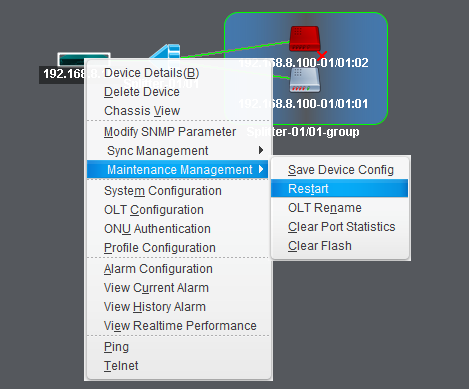 192.168.8.100-01/01:02
192.168.8.
01
192.168.8.100-01/01:01
Splitter-01/01-group
Device Details(B)
Delete Device
Chassis View
Modify SNMP Parameter
Sync Management
Maintenance Management
System Configuration
OLT Configuration
ONU Authentication
Profile Configuration
Alarm Configuration
View Current Alarm
View History Alarm
View Realtime Performance
Ping
Telnet
Save Device Config
Restart
OLT Rename
Clear Port Statistics
Clear Flash